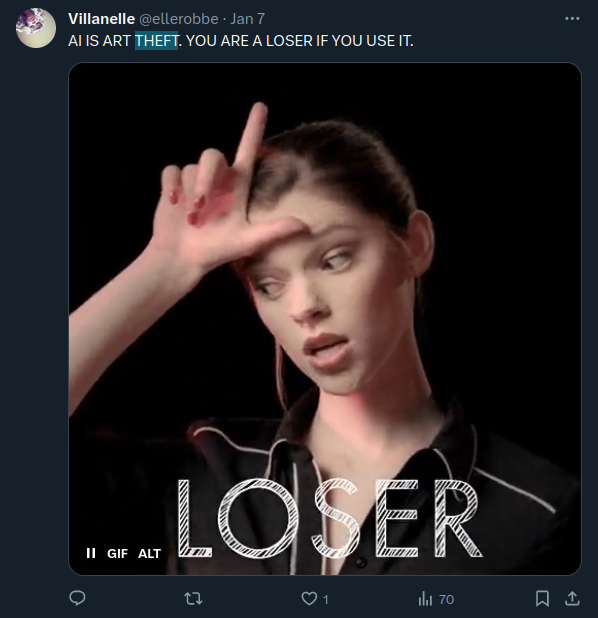 Villanelle @ellerobbe · Jan 7
AI IS ART THEFT. YOU ARE A LOSER IF YOU USE IT.
LOSER
GIF ALT
1 70